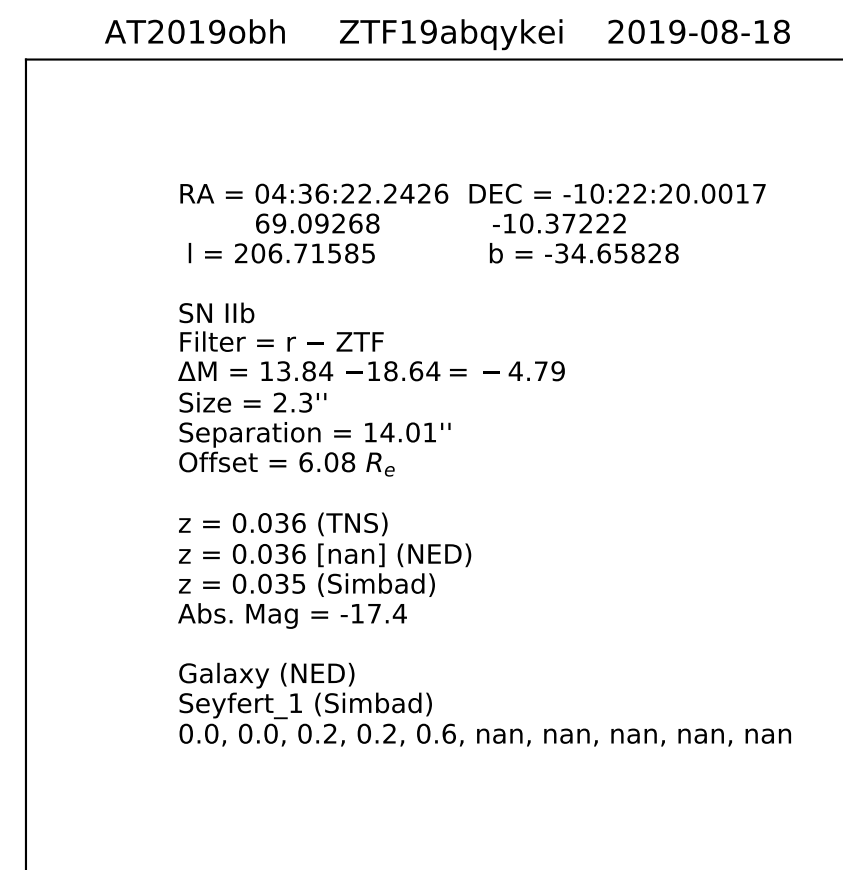 AT2019obh ZTF19abqykei 2019-08-18
RA = 04:36:22.2426 DEC = -10:22:20.0017
69.09268 -10.37222
l = 206.71585 b = -34.65828
SN IIb
Filter = r − ZTF
ΔM = 13.84 −18.64 = − 4.79
Size = 2.3''
Separation = 14.01''
Offset = 6.08 Re
z = 0.036 (TNS)
z = 0.036 [nan] (NED)
z = 0.035 (Simbad)
Abs. Mag = -17.4
Galaxy (NED)
Seyfert_1 (Simbad)
0.0, 0.0, 0.2, 0.2, 0.6, nan, nan, nan, nan, nan